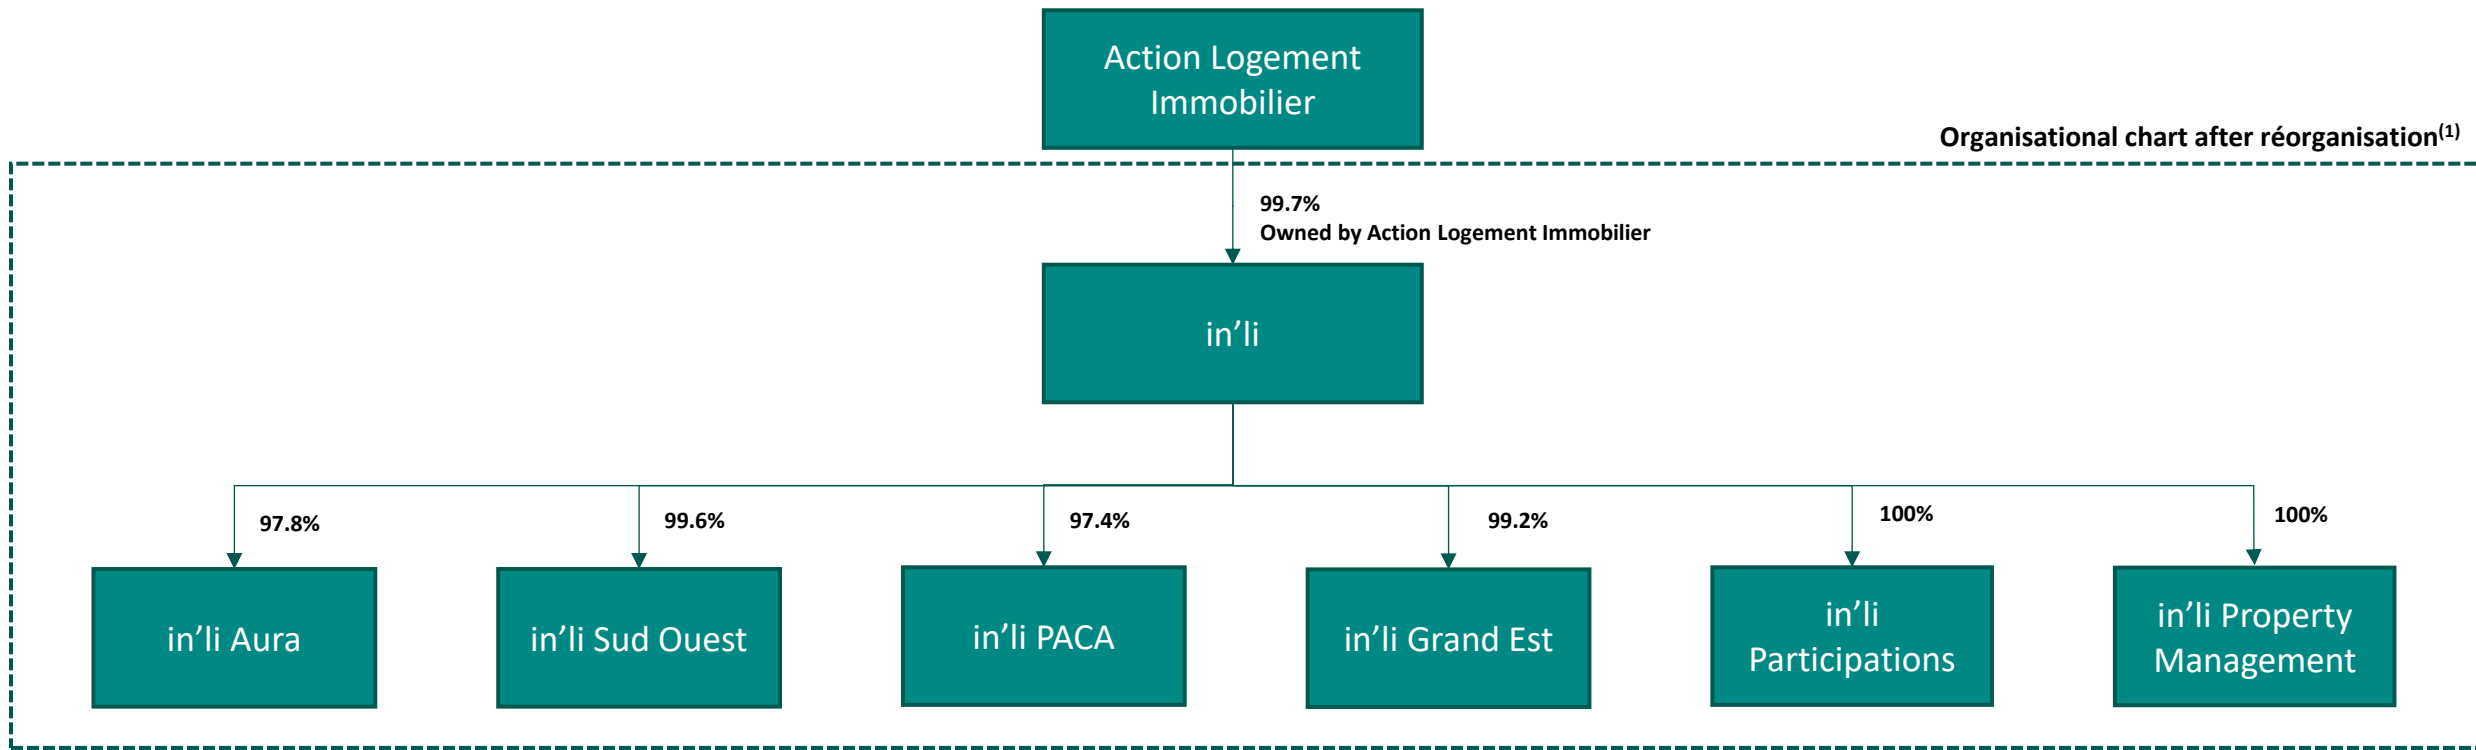 Action Logement
Immobilier
Organisational chart after réorganisation(1)
99.7%
Owned by Action Logement Immobilier
in’li
97.8%
99.6%
97.4%
99.2%
100%
100%
in’li Aura
in’li Sud Ouest
in’li PACA
in’li Grand Est
in’li
Participations
in’li Property
Management